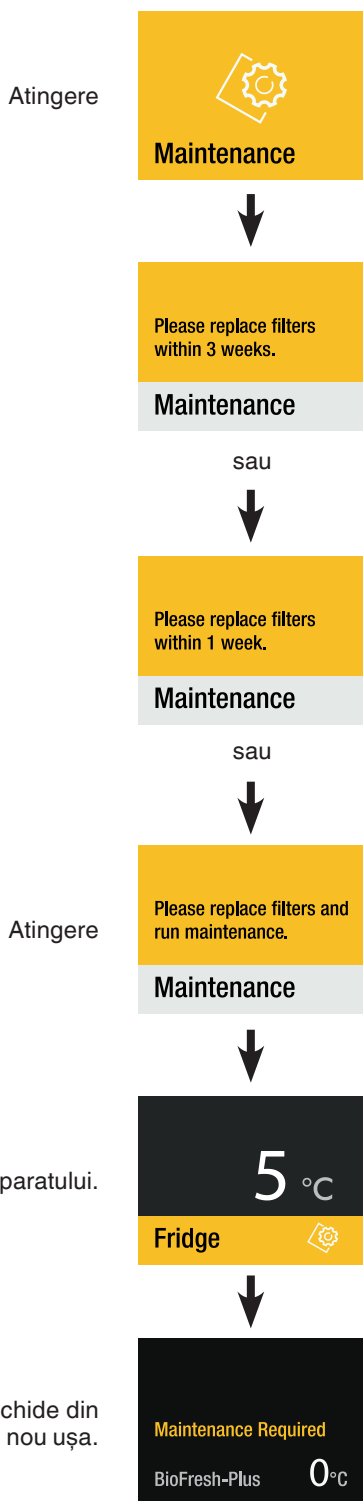 Atingere
Maintenance
Please replace filters
within 3 weeks.
Maintenance
sau
Please replace filters
within 1 week.
Maintenance
sau
Atingere
Please replace filters and
run maintenance.
Maintenance
paratului.
5 °C
Fridge
chide din
nou ușa.
Maintenance Required
BioFresh-Plus 0°C